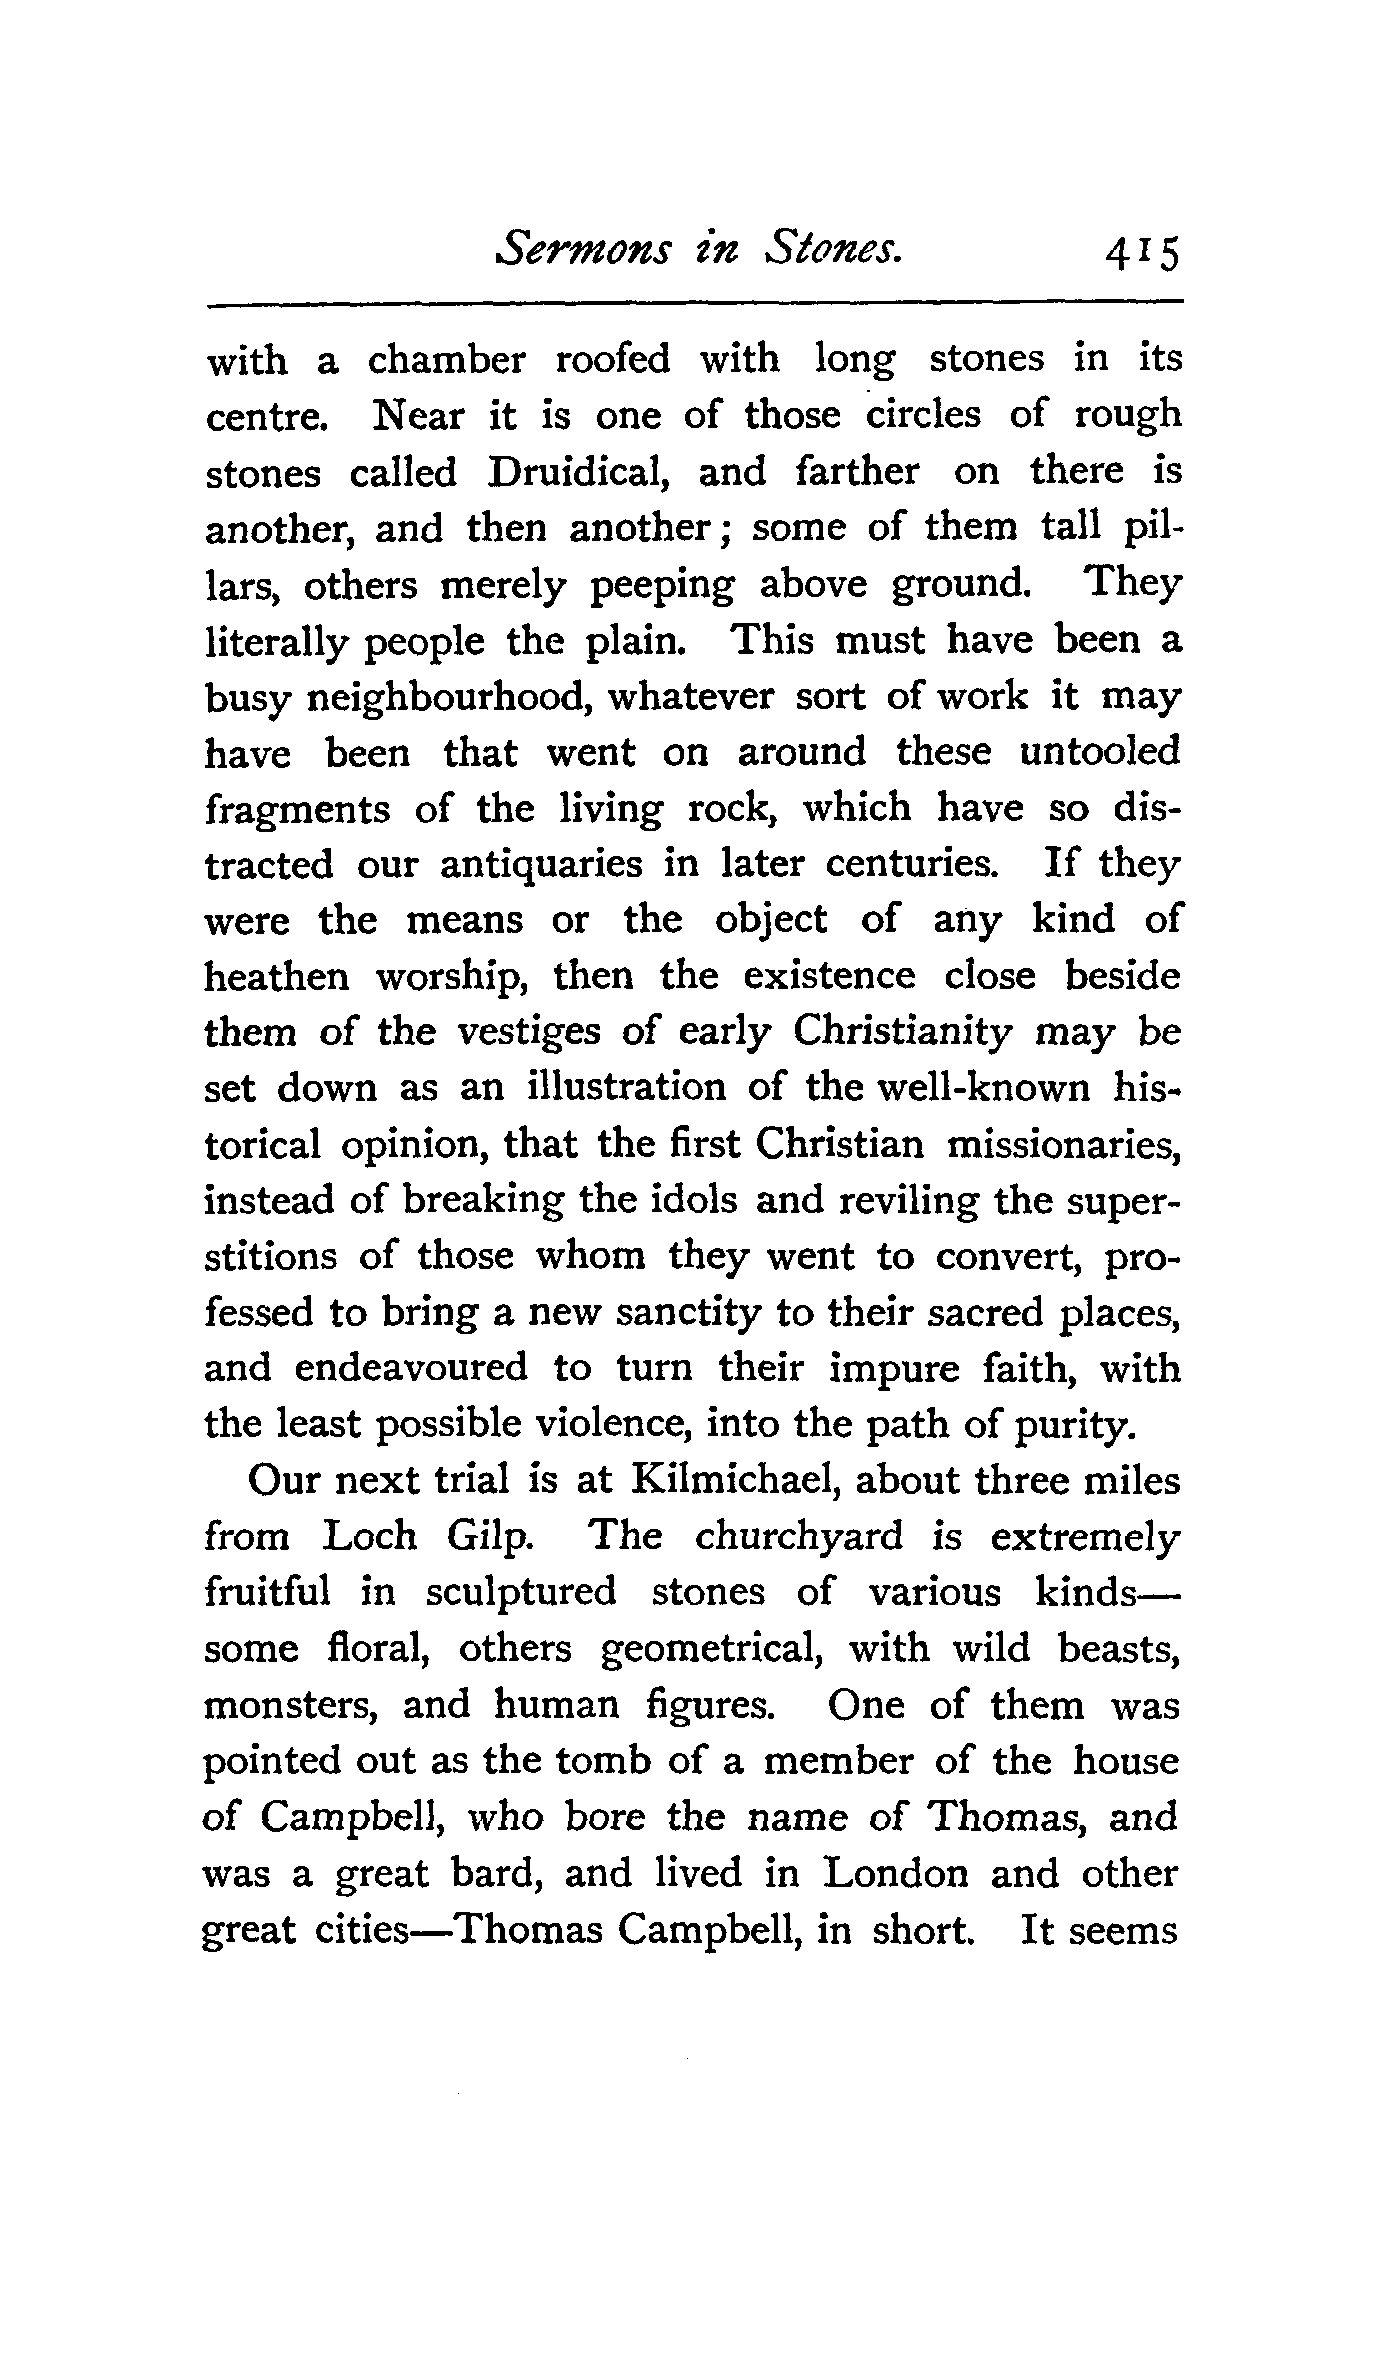 Sermons in Stones. 415
with a chamber roofed with long stones in its
centre. Near it is one of those circles of rough
stones called Druidical, and farther on there is
another, and then another; some of them tall pil-
lars, others merely peeping above ground. They
literally people the plain. This must have been a
busy neighbourhood, whatever sort of work it may
have been that went on around these untooled
fragments of the living rock, which have so dis-
tracted our antiquaries in later centuries. If they
were the means or the object of any kind of
heathen worship, then the existence close beside
them of the vestiges of early Christianity may be
set down as an illustration of the well-known his-
torical opinion, that the first Christian missionaries,
instead of breaking the idols and reviling the super-
stitions of those whom they went to convert, pro-
fessed to bring a new sanctity to their sacred places,
and endeavoured to turn their impure faith, with
the least possible violence, into the path of purity.
Our next trial is at Kilmichael, about three miles
from Loch Gilp. The churchyard is extremely
fruitful in sculptured stones of various kinds—
some floral, others geometrical, with wild beasts,
monsters, and human figures. One of them was
pointed out as the tomb of a member of the house
of Campbell, who bore the name of Thomas, and
was a great bard, and lived in London and other
great cities—Thomas Campbell, in short. It seems